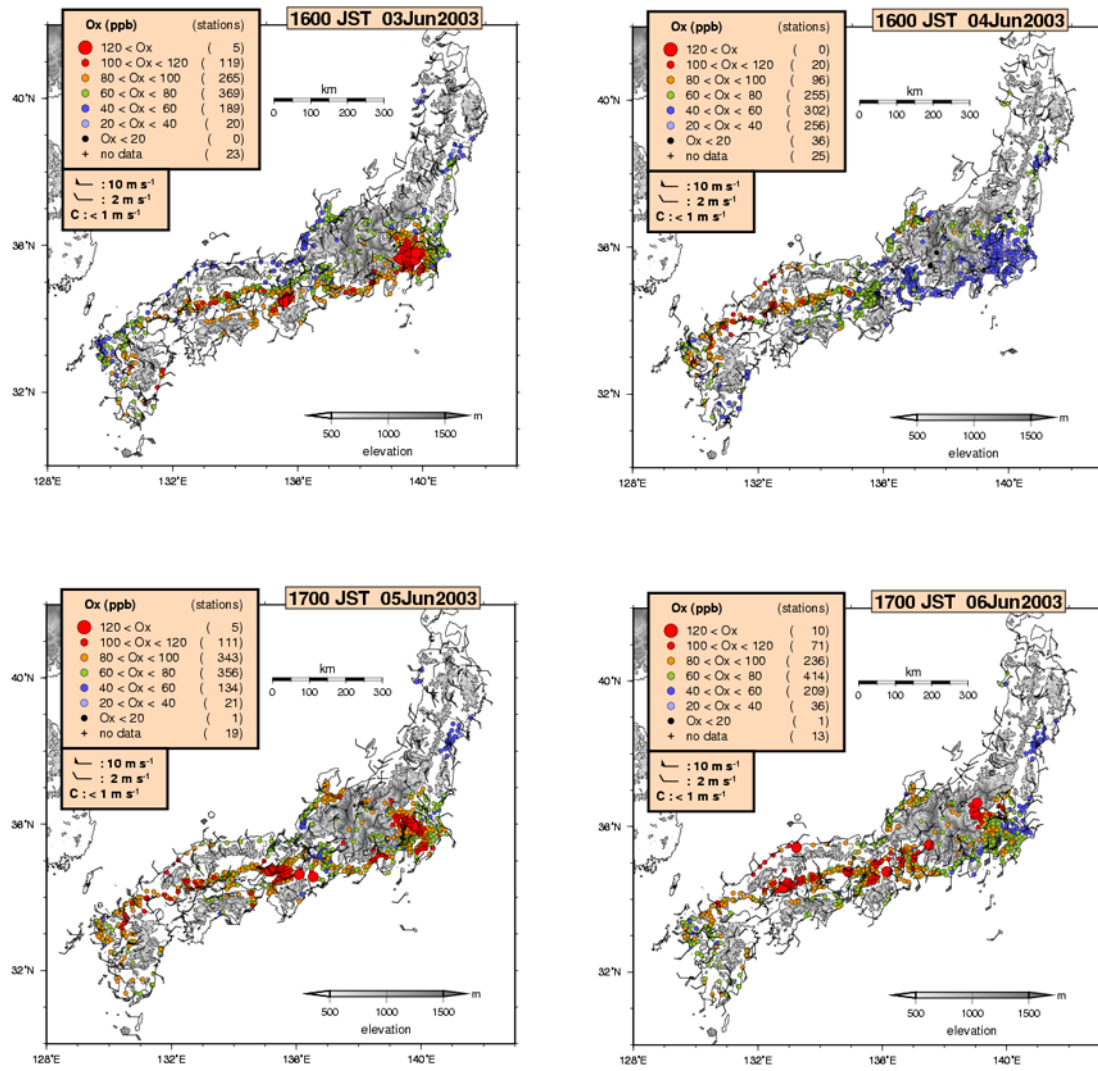 1600 JST 03Jun2003
Ox (ppb) (stations)
120 < Ox ( 5)
100 < Ox < 120 ( 119)
80 < Ox < 100 ( 265)
60 < Ox < 80 ( 369)
40 < Ox < 60 ( 189)
20 < Ox < 40 ( 20)
Ox < 20 ( 0)
+ no data ( 23)
: 10 m s⁻¹
: 2 m s⁻¹
C : < 1 m s⁻¹
km
0 100 200 300
40°N
36°N
32°N
m
500 1000 1500
elevation
128°E 132°E 136°E 140°E
1600 JST 04Jun2003
Ox (ppb) (stations)
120 < Ox ( 0)
100 < Ox < 120 ( 20)
80 < Ox < 100 ( 96)
60 < Ox < 80 ( 255)
40 < Ox < 60 ( 302)
20 < Ox < 40 ( 256)
Ox < 20 ( 36)
+ no data ( 25)
: 10 m s⁻¹
: 2 m s⁻¹
C : < 1 m s⁻¹
km
0 100 200 300
40°N
36°N
32°N
m
500 1000 1500
elevation
128°E 132°E 136°E 140°E
1700 JST 05Jun2003
Ox (ppb) (stations)
120 < Ox ( 5)
100 < Ox < 120 ( 111)
80 < Ox < 100 ( 343)
60 < Ox < 80 ( 356)
40 < Ox < 60 ( 134)
20 < Ox < 40 ( 21)
Ox < 20 ( 1)
+ no data ( 19)
: 10 m s⁻¹
: 2 m s⁻¹
C : < 1 m s⁻¹
km
0 100 200 300
40°N
36°N
32°N
m
500 1000 1500
elevation
128°E 132°E 136°E 140°E
1700 JST 06Jun2003
Ox (ppb) (stations)
120 < Ox ( 10)
100 < Ox < 120 ( 71)
80 < Ox < 100 ( 236)
60 < Ox < 80 ( 414)
40 < Ox < 60 ( 209)
20 < Ox < 40 ( 36)
Ox < 20 ( 1)
+ no data ( 13)
: 10 m s⁻¹
: 2 m s⁻¹
C : < 1 m s⁻¹
km
0 100 200 300
40°N
36°N
32°N
m
500 1000 1500
elevation
128°E 132°E 136°E 140°E